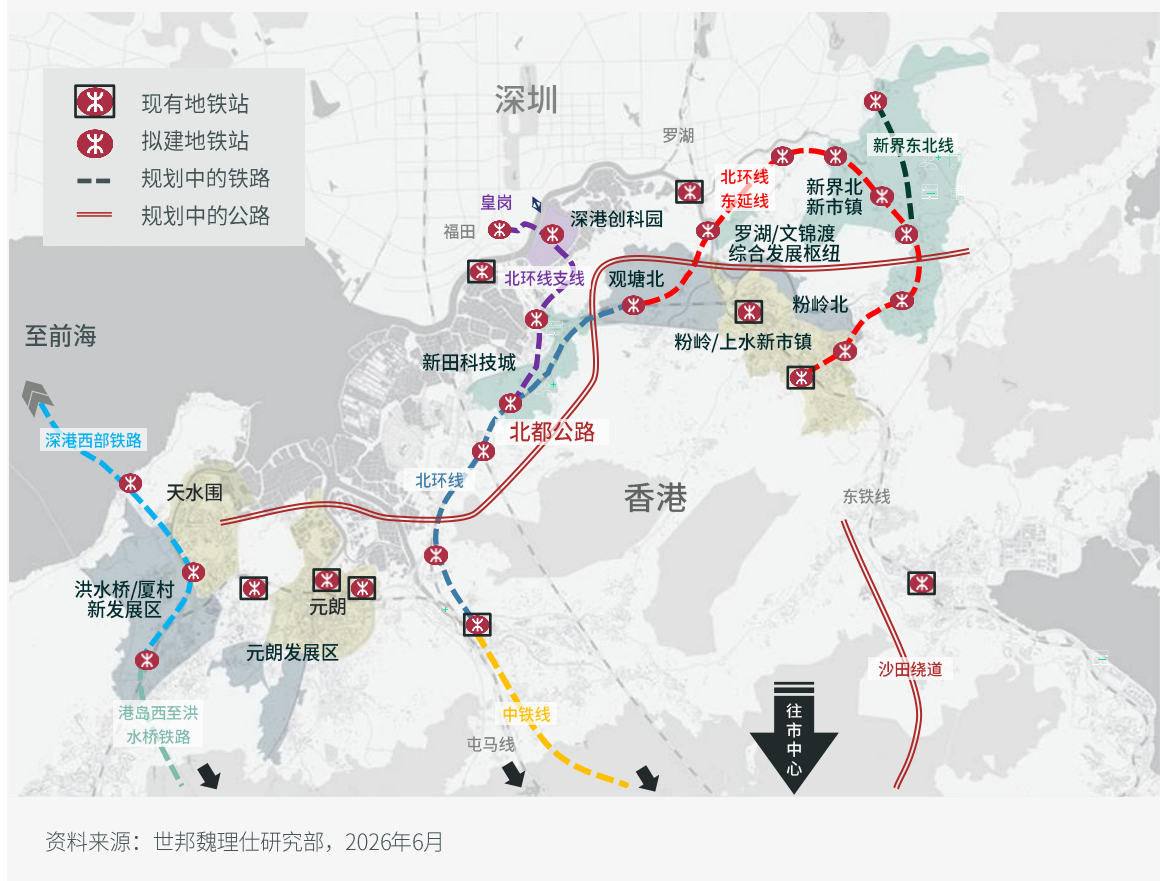 现有地铁站
拟建地铁站
规划中的铁路
规划中的公路
深圳
罗湖
新界东北线
北环线
东延线
新界北
新市镇
皇岗
深港创科园
福田
罗湖/文锦渡
综合发展枢纽
北环线支线
观塘北
粉岭北
至前海
粉岭/上水新市镇
新田科技城
北都公路
深港西部铁路
北环线
天水围
香港
东铁线
洪水桥/厦村
新发展区
元朗
元朗发展区
沙田绕道
港岛西至洪
水桥铁路
中铁线
往
市
中
心
屯马线
资料来源：世邦魏理仕研究部，2026年6月